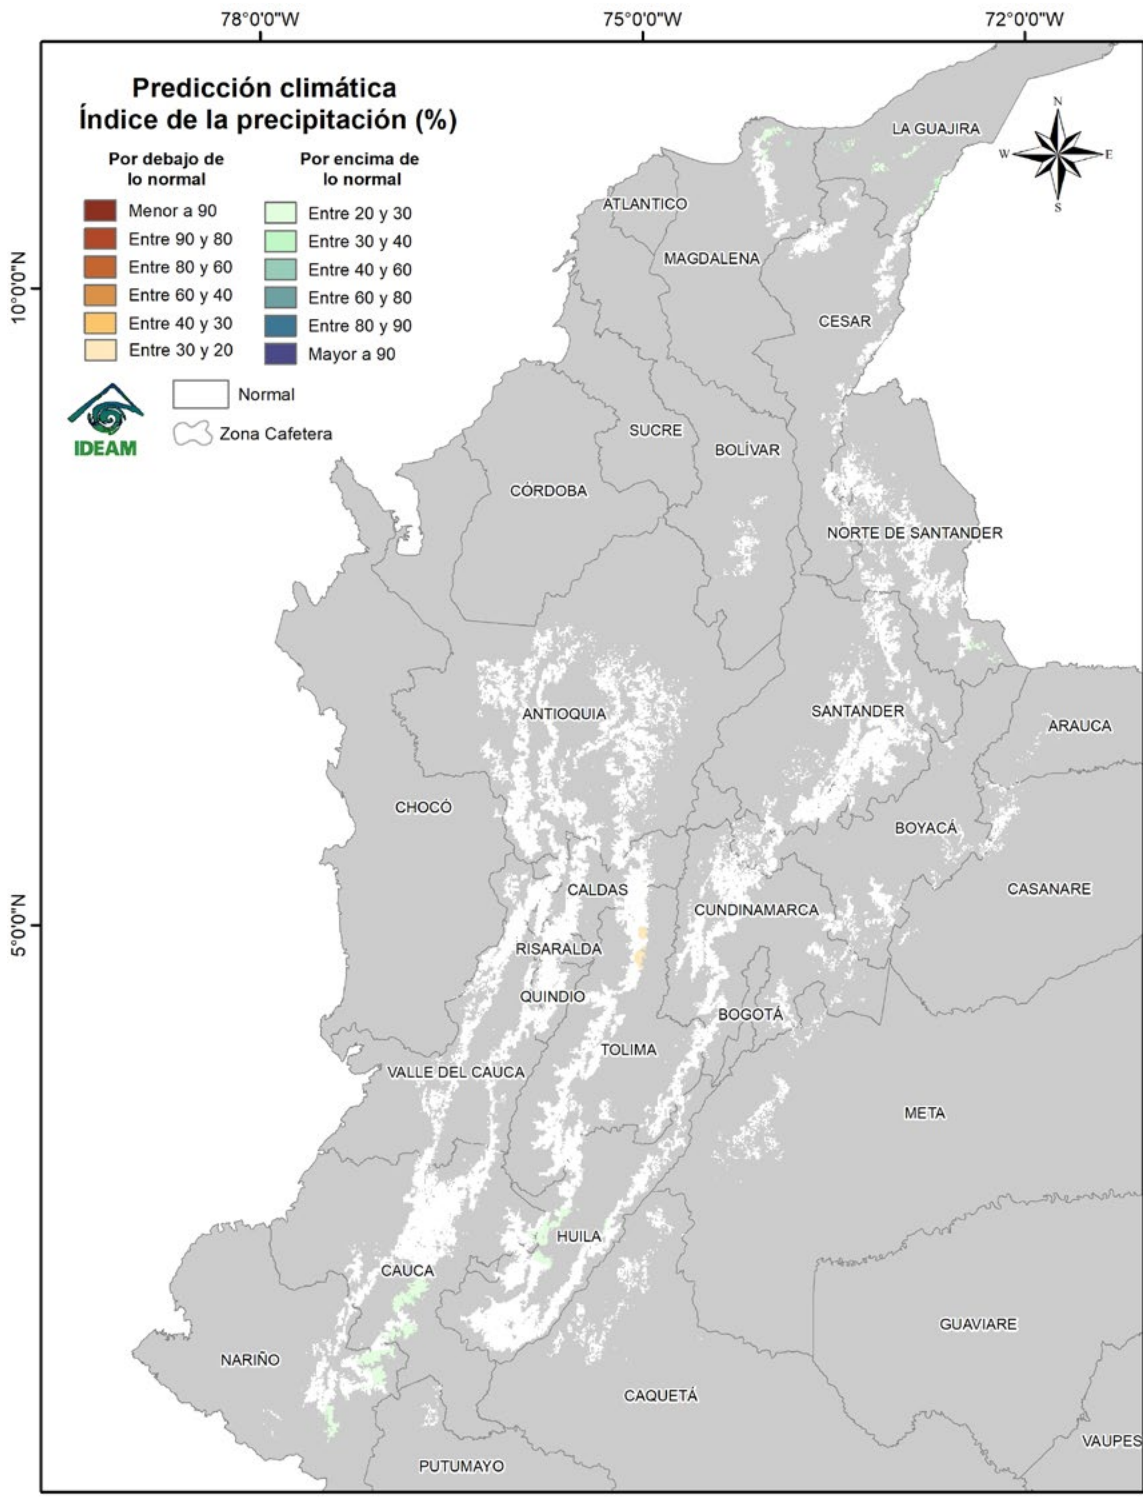 78°0'0"W
75°0'0"W
72°0'0"W
Predicción climática
Índice de la precipitación (%)
Por debajo de
lo normal
Menor a 90
Entre 90 y 80
Entre 80 y 60
Entre 60 y 40
Entre 40 y 30
Entre 30 y 20
Por encima de
lo normal
Entre 20 y 30
Entre 30 y 40
Entre 40 y 60
Entre 60 y 80
Entre 80 y 90
Mayor a 90
IDEAM
Normal
Zona Cafetera
N
W
E
S
10°0'0"N
5°0'0"N
LA GUAJIRA
ATLANTICO
MAGDALENA
CESAR
SUCRE
BOLÍVAR
CÓRDOBA
NORTE DE SANTANDER
ANTIOQUIA
SANTANDER
ARAUCA
CHOCÓ
BOYACÁ
CALDAS
CASANARE
CUNDINAMARCA
RISARALDA
QUINDIO
BOGOTÁ
TOLIMA
VALLE DEL CAUCA
META
HUILA
CAUCA
GUAVIARE
NARIÑO
CAQUETÁ
VAUPES
PUTUMAYO